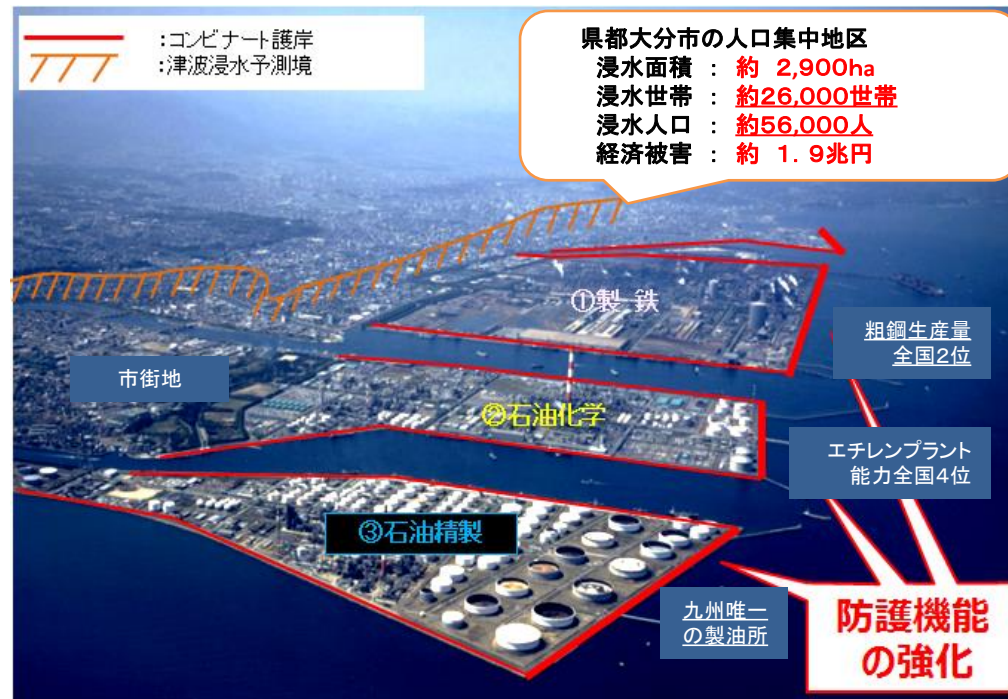 :コンビナート護岸
:津波浸水予測境
県都大分市の人口集中地区
浸水面積 : 約 2,900ha
浸水世帯 : 約26,000世帯
浸水人口 : 約56,000人
経済被害 : 約 1.9兆円
①製 鉄
粗鋼生産量
全国2位
市街地
②石油化学
エチレンプラント
能力全国4位
③石油精製
九州唯一
の製油所
防護機能
の強化